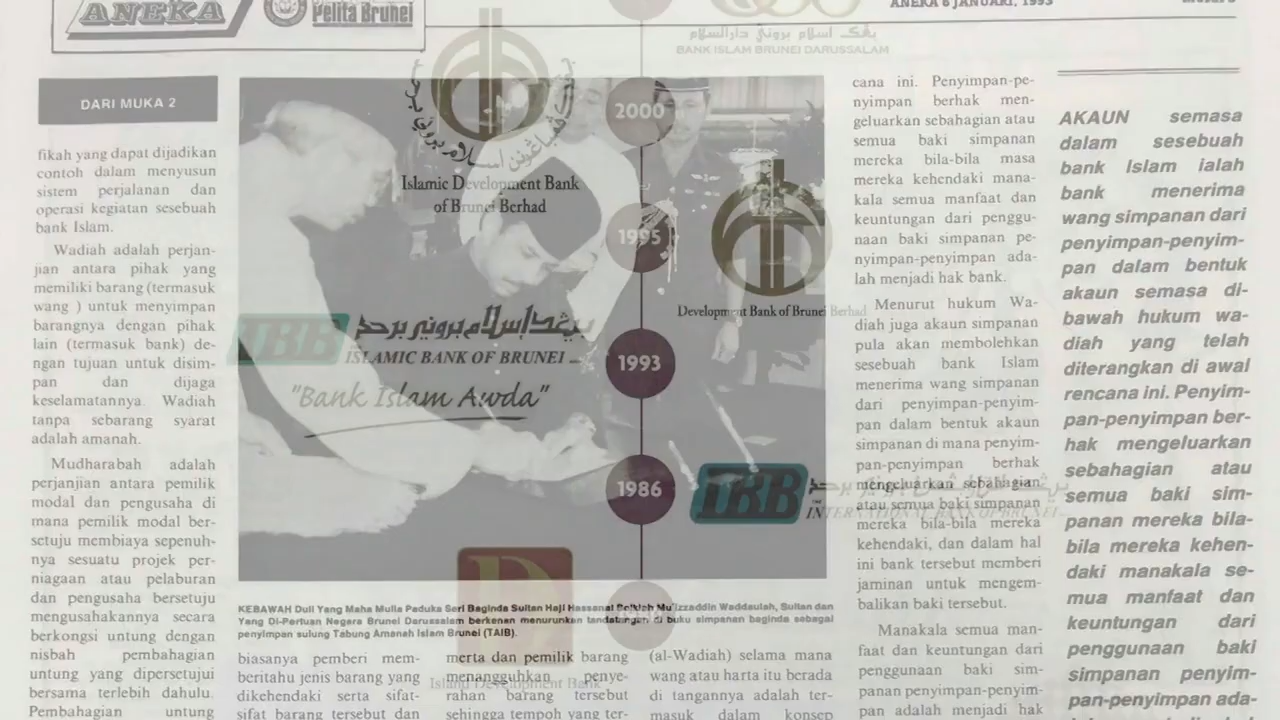 ANEKA
Pelita Brunei
ANEKA 6 JANUARI, 1993
بڠك اسلام بروني دارالسلام
BANK ISLAM BRUNEI DARUSSALAM
DARI MUKA 2
fikah yang dapat dijadikan
contoh dalam menyusun
sistem perjalanan dan
operasi kegiatan sesebuah
bank Islam.
Wadiah adalah perjan-
jian antara pihak yang
memiliki barang (termasuk
wang ) untuk menyimpan
barangnya dengan pihak
lain (termasuk bank) de-
ngan tujuan untuk disim-
pan dan dijaga
keselamatannya. Wadiah
tanpa sebarang syarat
adalah amanah.
Mudharabah adalah
perjanjian antara pemilik
modal dan pengusaha di
mana pemilik modal ber-
setuju membiaya sepenuh-
nya sesuatu projek per-
niagaan atau pelaburan
dan pengusaha bersetuju
mengusahakannya secara
berkongsi untung dengan
nisbah pembahagian
untung yang dipersetujui
bersama terlebih dahulu.
Pembahagian untung
Islamic Development Bank
of Brunei Berhad
Development Bank of Brunei Berhad
2000
1995
1993
1986
IBB
ISLAMIC BANK OF BRUNEI
"Bank Islam Awda"
IBB
INTERNATIONAL BANK OF BRUNEI
KEBAWAH Duli Yang Maha Mulia Paduka Seri Baginda Sultan Haji Hassanal Bolkiah Mu'izzaddin Waddaulah, Sultan dan
Yang Di-Pertuan Negara Brunei Darussalam berkenan menurunkan tandatangan di buku simpanan baginda sebagai
penyimpan sulung Tabung Amanah Islam Brunei (TAIB).
Island Development Bank
biasanya pemberi mem-
beritahu jenis barang yang
dikehendaki serta sifat-
sifat barang tersebut dan
merta dan pemilik barang
menangguhkan penye-
rahan barang tersebut
sehingga tempoh yang ter-
(al-Wadiah) selama mana
wang atau harta itu berada
di tangannya adalah ter-
masuk dalam konsep
cana ini. Penyimpan-pe-
nyimpan berhak men-
geluarkan sebahagian atau
semua baki simpanan
mereka bila-bila masa
mereka kehendaki mana-
kala semua manfaat dan
keuntungan dari penggu-
naan baki simpanan pe-
nyimpan-penyimpan ada-
lah menjadi hak bank.
Menurut hukum Wa-
diah juga akaun simpanan
pula akan membolehkan
sesebuah bank Islam
menerima wang simpanan
dari penyimpan-penyim-
pan dalam bentuk akaun
simpanan di mana penyim-
pan-penyimpan berhak
mengeluarkan sebahagian
atau semua baki simpanan
mereka bila-bila mereka
kehendaki, dan dalam hal
ini bank tersebut memberi
jaminan untuk mengem-
balikan baki tersebut.
Manakala semua man-
faat dan keuntungan dari
penggunaan baki sim-
panan penyimpan-penyim-
pan adalah menjadi hak
AKAUN semasa
dalam sesebuah
bank Islam ialah
bank menerima
wang simpanan dari
penyimpan-penyim-
pan dalam bentuk
akaun semasa di-
bawah hukum wa-
diah yang telah
diterangkan di awal
rencana ini. Penyim-
pan-penyimpan ber-
hak mengeluarkan
sebahagian atau
semua baki sim-
panan mereka bila-
bila mereka kehen-
daki manakala se-
mua manfaat dan
keuntungan dari
penggunaan baki
simpanan penyim-
pan-penyimpan ada-